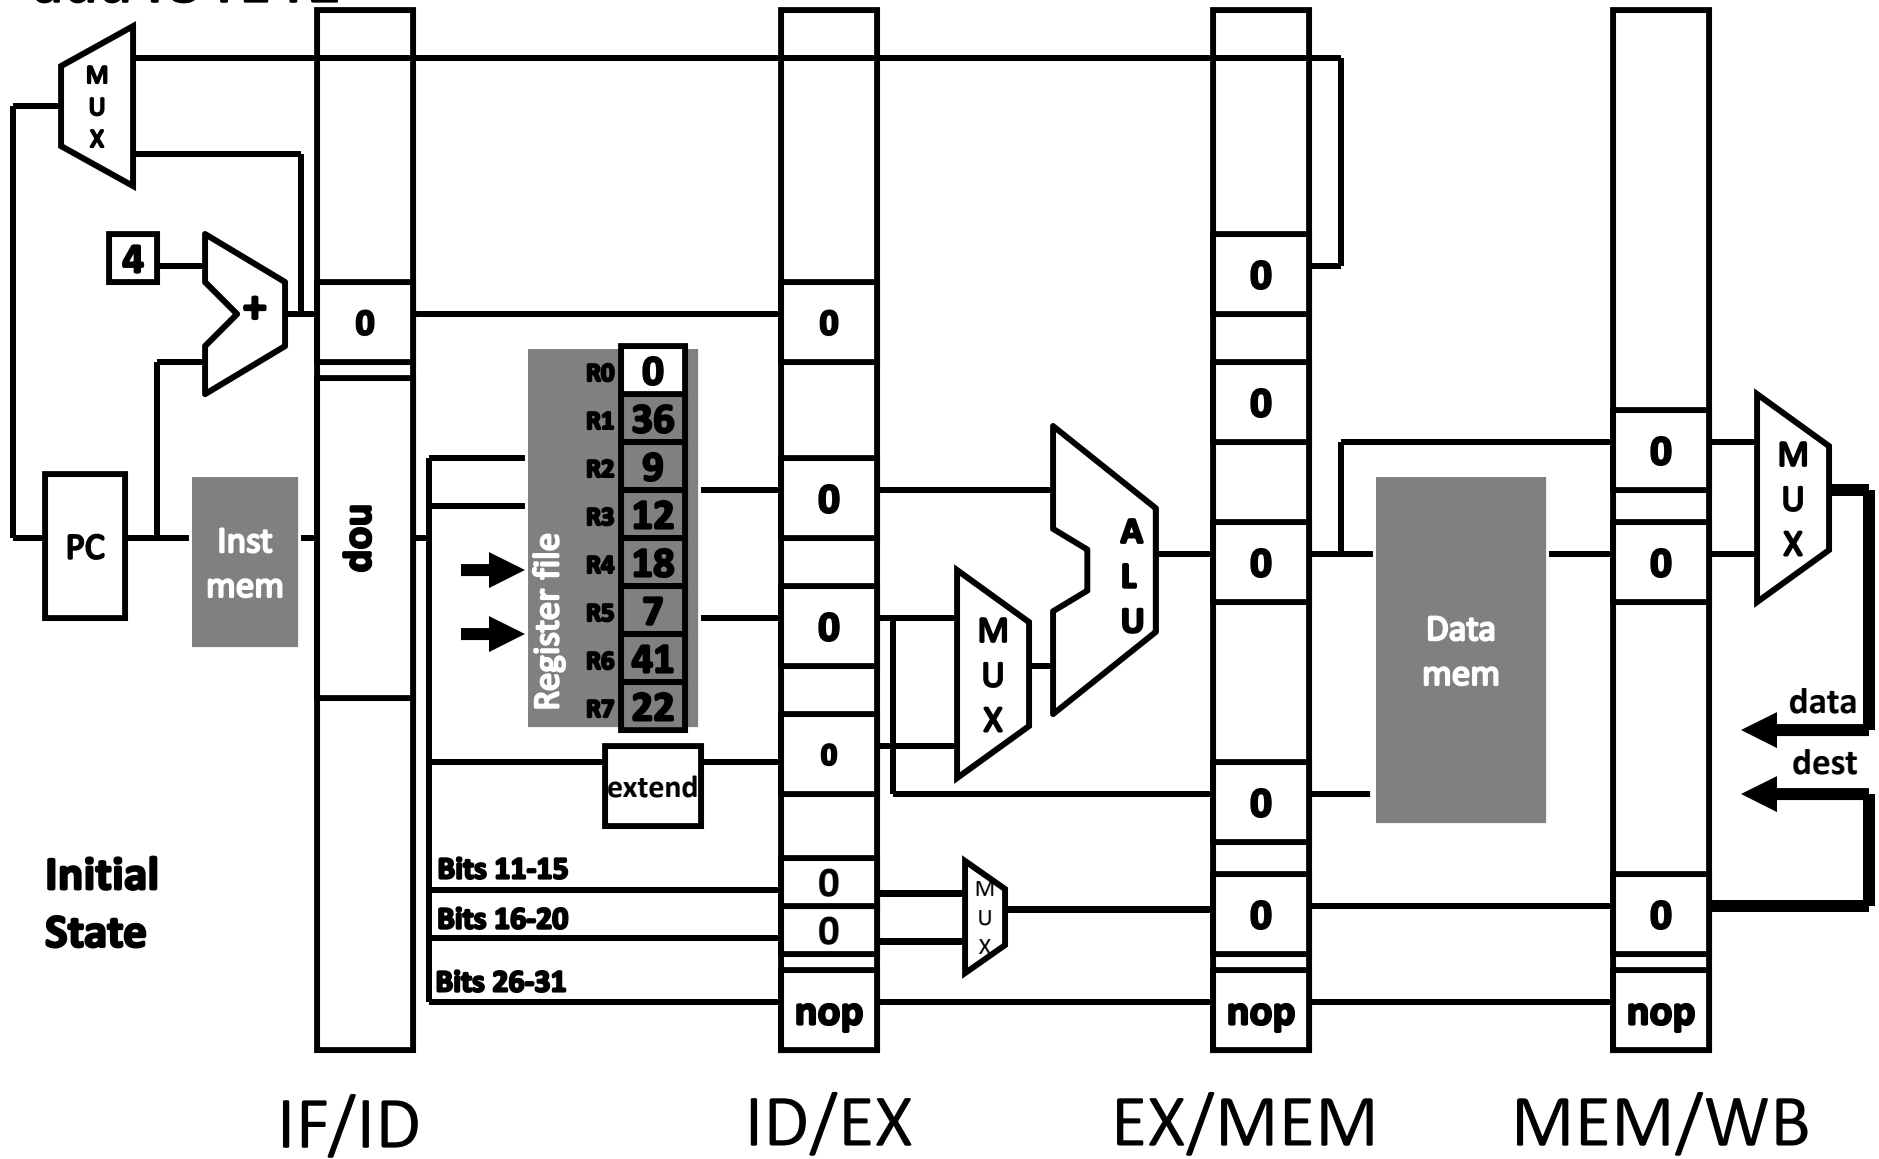 M
U
X
4
+
0
0
0
0
R0 0
R1 36
R2 9
R3 12
R4 18
R5 7
R6 41
R7 22
Register file
nop
PC
Inst
mem
0
0
0
A
L
U
M
U
X
0
Data
mem
0
0
M
U
X
data
dest
extend
0
Initial
State
Bits 11-15
Bits 16-20
Bits 26-31
0
0
M
U
X
0
0
nop
nop
nop
IF/ID
ID/EX
EX/MEM
MEM/WB